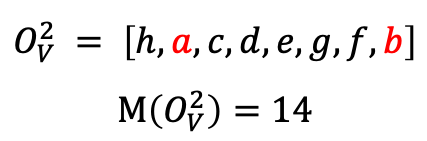 O_V^2 = [h, a, c, d, e, g, f, b]
M(O_V^2) = 14